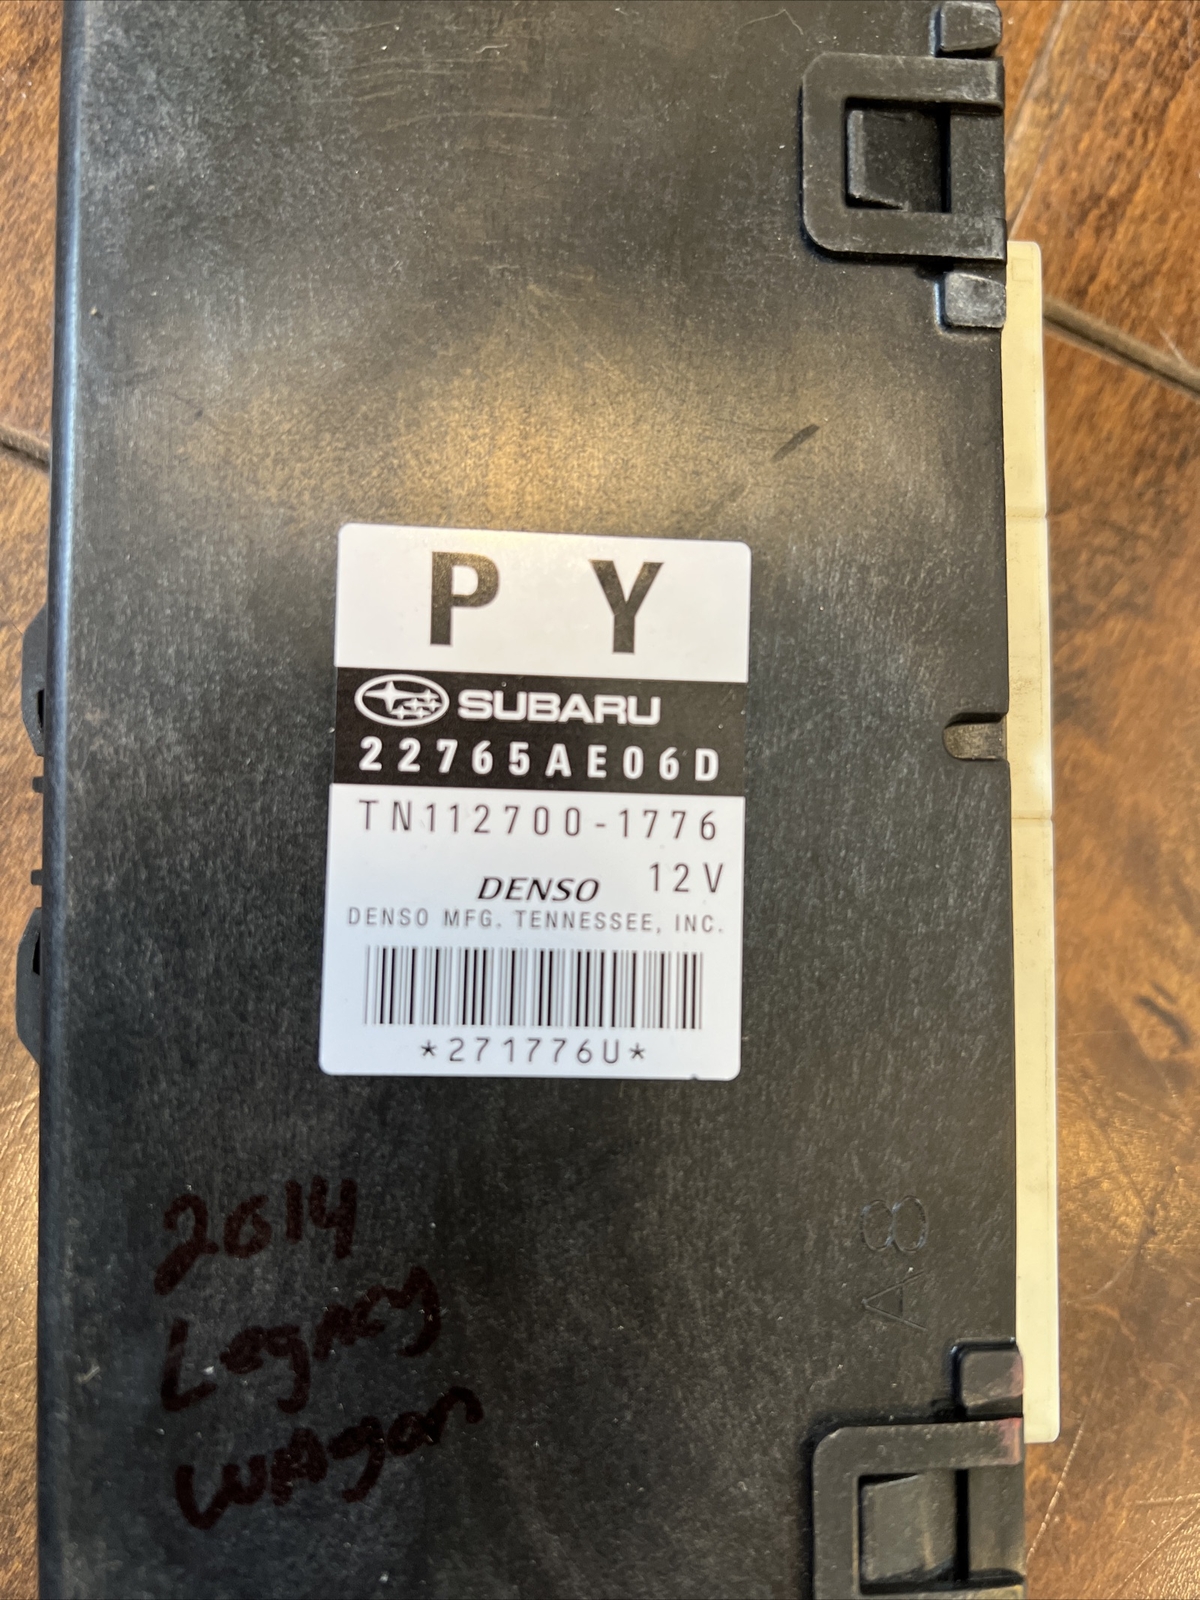 P Y
SUBARU
22765AE06D
TN112700-1776
12V
DENSO
DENSO MFG. TENNESSEE, INC.
*271776U*
2014
Legacy
wAgon
A8